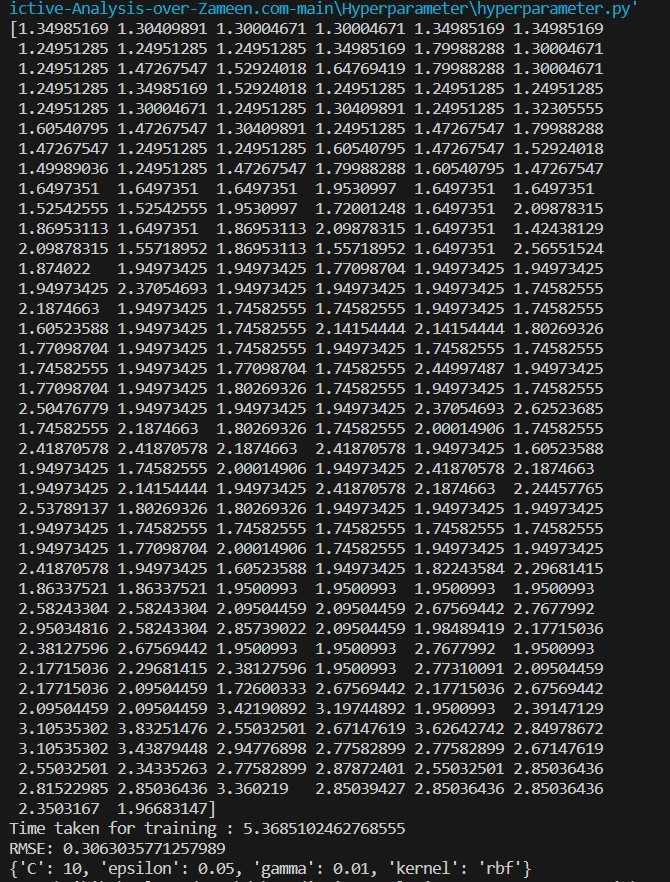 ictive-Analysis-over-Zameen.com-main\Hyperparameter\hyperparameter.py'
[1.34985169 1.30409891 1.30004671 1.30004671 1.34985169 1.34985169
1.24951285 1.24951285 1.24951285 1.34985169 1.79988288 1.30004671
1.24951285 1.47267547 1.52924018 1.64769419 1.79988288 1.30004671
1.24951285 1.34985169 1.52924018 1.24951285 1.24951285 1.24951285
1.24951285 1.30004671 1.24951285 1.30409891 1.24951285 1.32305555
1.60540795 1.47267547 1.30409891 1.24951285 1.47267547 1.79988288
1.47267547 1.24951285 1.24951285 1.60540795 1.47267547 1.52924018
1.49989036 1.24951285 1.47267547 1.79988288 1.60540795 1.47267547
1.6497351 1.6497351 1.6497351 1.9530997 1.6497351 1.6497351
1.52542555 1.52542555 1.9530997 1.72001248 1.6497351 2.09878315
1.86953113 1.6497351 1.86953113 2.09878315 1.6497351 1.42438129
2.09878315 1.55718952 1.86953113 1.55718952 1.6497351 2.56551524
1.874022 1.94973425 1.94973425 1.77098704 1.94973425 1.94973425
1.94973425 2.37054693 1.94973425 1.94973425 1.94973425 1.74582555
2.1874663 1.94973425 1.74582555 1.94973425 1.74582555 1.74582555
1.60523588 1.94973425 1.74582555 2.14154444 2.14154444 1.80269326
1.77098704 1.94973425 1.74582555 1.94973425 1.74582555 1.74582555
1.74582555 1.94973425 1.77098704 1.74582555 2.44997487 1.94973425
1.77098704 1.80269326 1.74582555 1.94973425 1.74582555
2.50476779 1.94973425 1.94973425 1.94973425 2.37054693 2.62523685
1.74582555 2.1874663 1.80269326 1.74582555 2.00014906 1.74582555
2.41870578 2.41870578 2.1874663 2.41870578 1.94973425 1.60523588
1.94973425 1.74582555 2.00014906 1.94973425 2.41870578 2.1874663
1.94973425 2.14154444 1.94973425 2.41870578 2.1874663 2.24457765
2.53789137 1.80269326 1.80269326 1.94973425 1.94973425 1.94973425
1.94973425 1.74582555 1.74582555 1.74582555 1.74582555 1.74582555
1.94973425 1.77098704 2.00014906 1.74582555 1.94973425 1.94973425
2.41870578 1.94973425 1.60523588 1.94973425 1.82243584 2.29681415
1.86337521 1.86337521 1.9500993 1.9500993 1.9500993 1.9500993
2.58243304 2.58243304 2.09504459 2.09504459 2.67569442 2.7677992
2.95034816 2.58243304 2.85739022 2.09504459 1.98489419 2.17715036
2.38127596 2.67569442 1.9500993 1.9500993 2.7677992 1.9500993
2.17715036 2.29681415 2.38127596 1.9500993 2.77310091 2.09504459
2.17715036 2.09504459 1.72600333 2.67569442 2.17715036 2.67569442
2.09504459 2.09504459 3.42190892 3.19744892 1.9500993 2.39147129
3.10535302 3.83251476 2.55032501 2.67147619 3.62642742 2.84978672
3.10535302 3.43879448 2.94776898 2.77582899 2.77582899 2.67147619
2.55032501 2.34335263 2.77582899 2.87872401 2.55032501 2.85036436
2.81522985 2.85036436 3.360219 2.85039427 2.85036436 2.85036436
2.3503167 1.96683147]
Time taken for training : 5.3685102462768555
RMSE: 0.3063035771257989
{'C': 10, 'epsilon': 0.05, 'gamma': 0.01, 'kernel': 'rbf'}